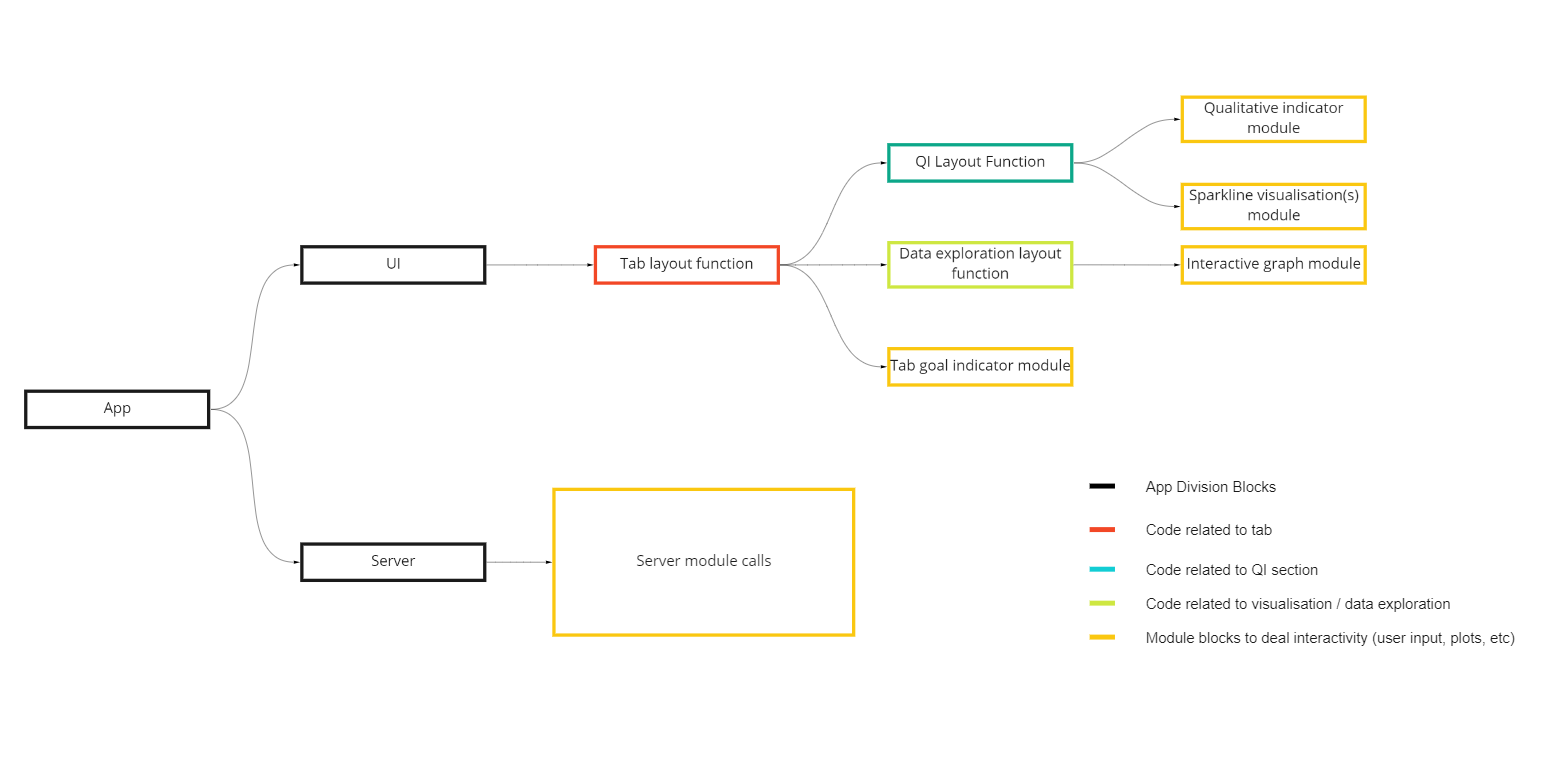 Qualitative indicator
module
QI Layout Function
Sparkline visualisation(s)
module
UI
Tab layout function
Data exploration layout
function
Interactive graph module
Tab goal indicator module
App
Server
Server module calls
App Division Blocks
Code related to tab
Code related to QI section
Code related to visualisation / data exploration
Module blocks to deal interactivity (user input, plots, etc)